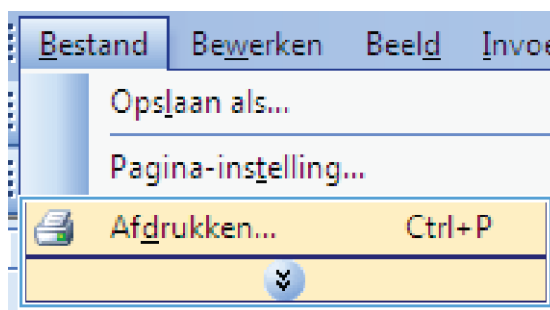 Bestand Bewerken Beeld Invoe
Opslaan als...
Pagina-instelling...
Afdrukken... Ctrl+P